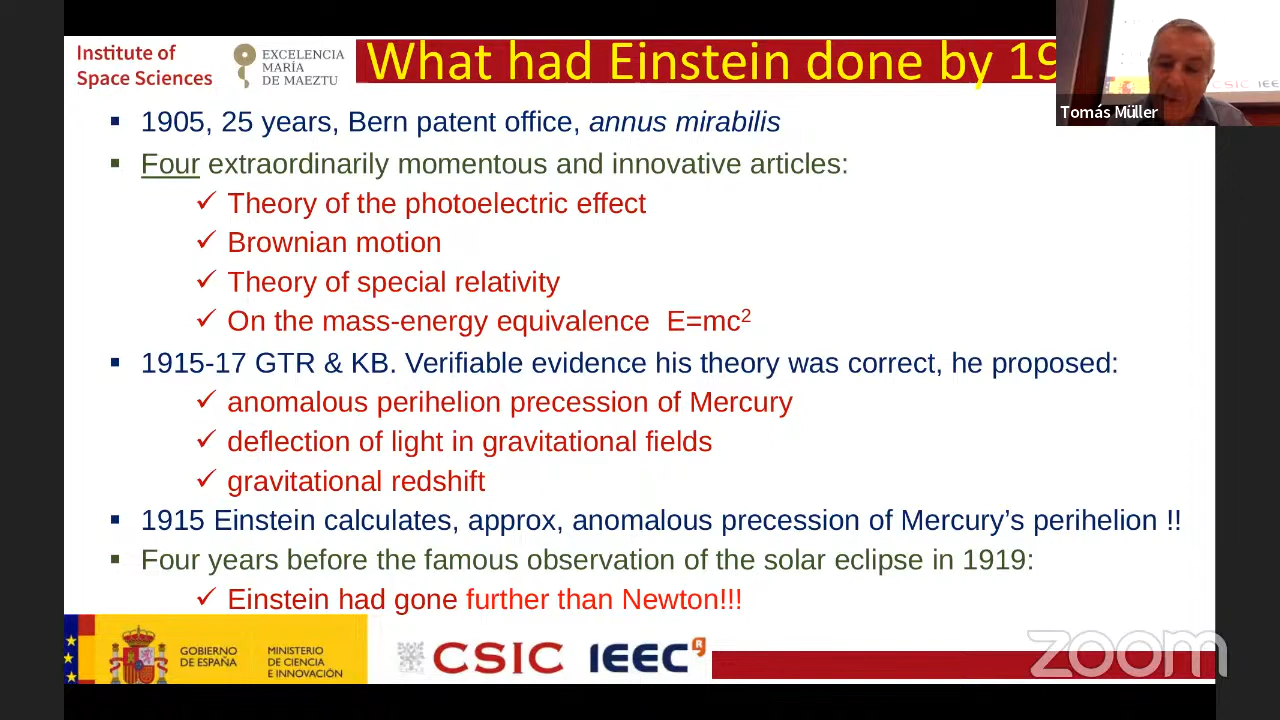 Institute of
Space Sciences
EXCELENCIA
MARÍA
DE MAEZTU
What had Einstein done by 19
Tomás Müller
▪ 1905, 25 years, Bern patent office, annus mirabilis
▪ Four extraordinarily momentous and innovative articles:
✓ Theory of the photoelectric effect
✓ Brownian motion
✓ Theory of special relativity
✓ On the mass-energy equivalence E=mc²
▪ 1915-17 GTR & KB. Verifiable evidence his theory was correct, he proposed:
✓ anomalous perihelion precession of Mercury
✓ deflection of light in gravitational fields
✓ gravitational redshift
▪ 1915 Einstein calculates, approx, anomalous precession of Mercury’s perihelion !!
▪ Four years before the famous observation of the solar eclipse in 1919:
✓ Einstein had gone further than Newton!!!
GOBIERNO
DE ESPAÑA
MINISTERIO
DE CIENCIA
E INNOVACIÓN
CSIC
IEEC R
zoom